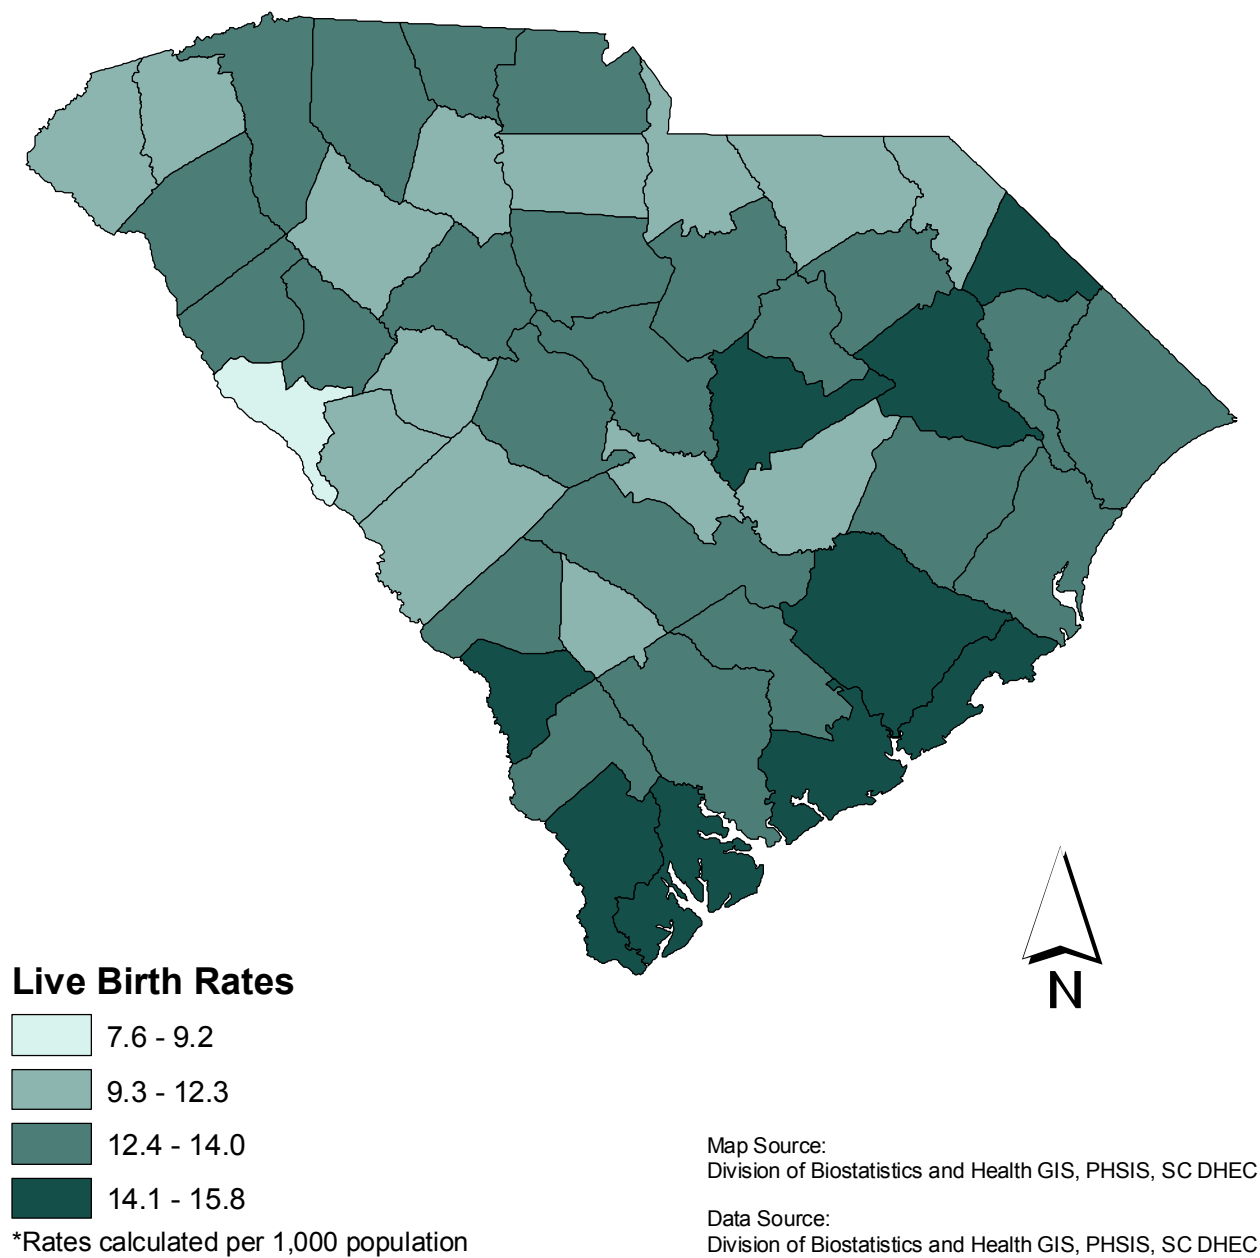 N
Live Birth Rates
7.6 - 9.2
9.3 - 12.3
12.4 - 14.0
14.1 - 15.8
*Rates calculated per 1,000 population
Map Source:
Division of Biostatistics and Health GIS, PHSIS, SC DHEC
Data Source:
Division of Biostatistics and Health GIS, PHSIS, SC DHEC